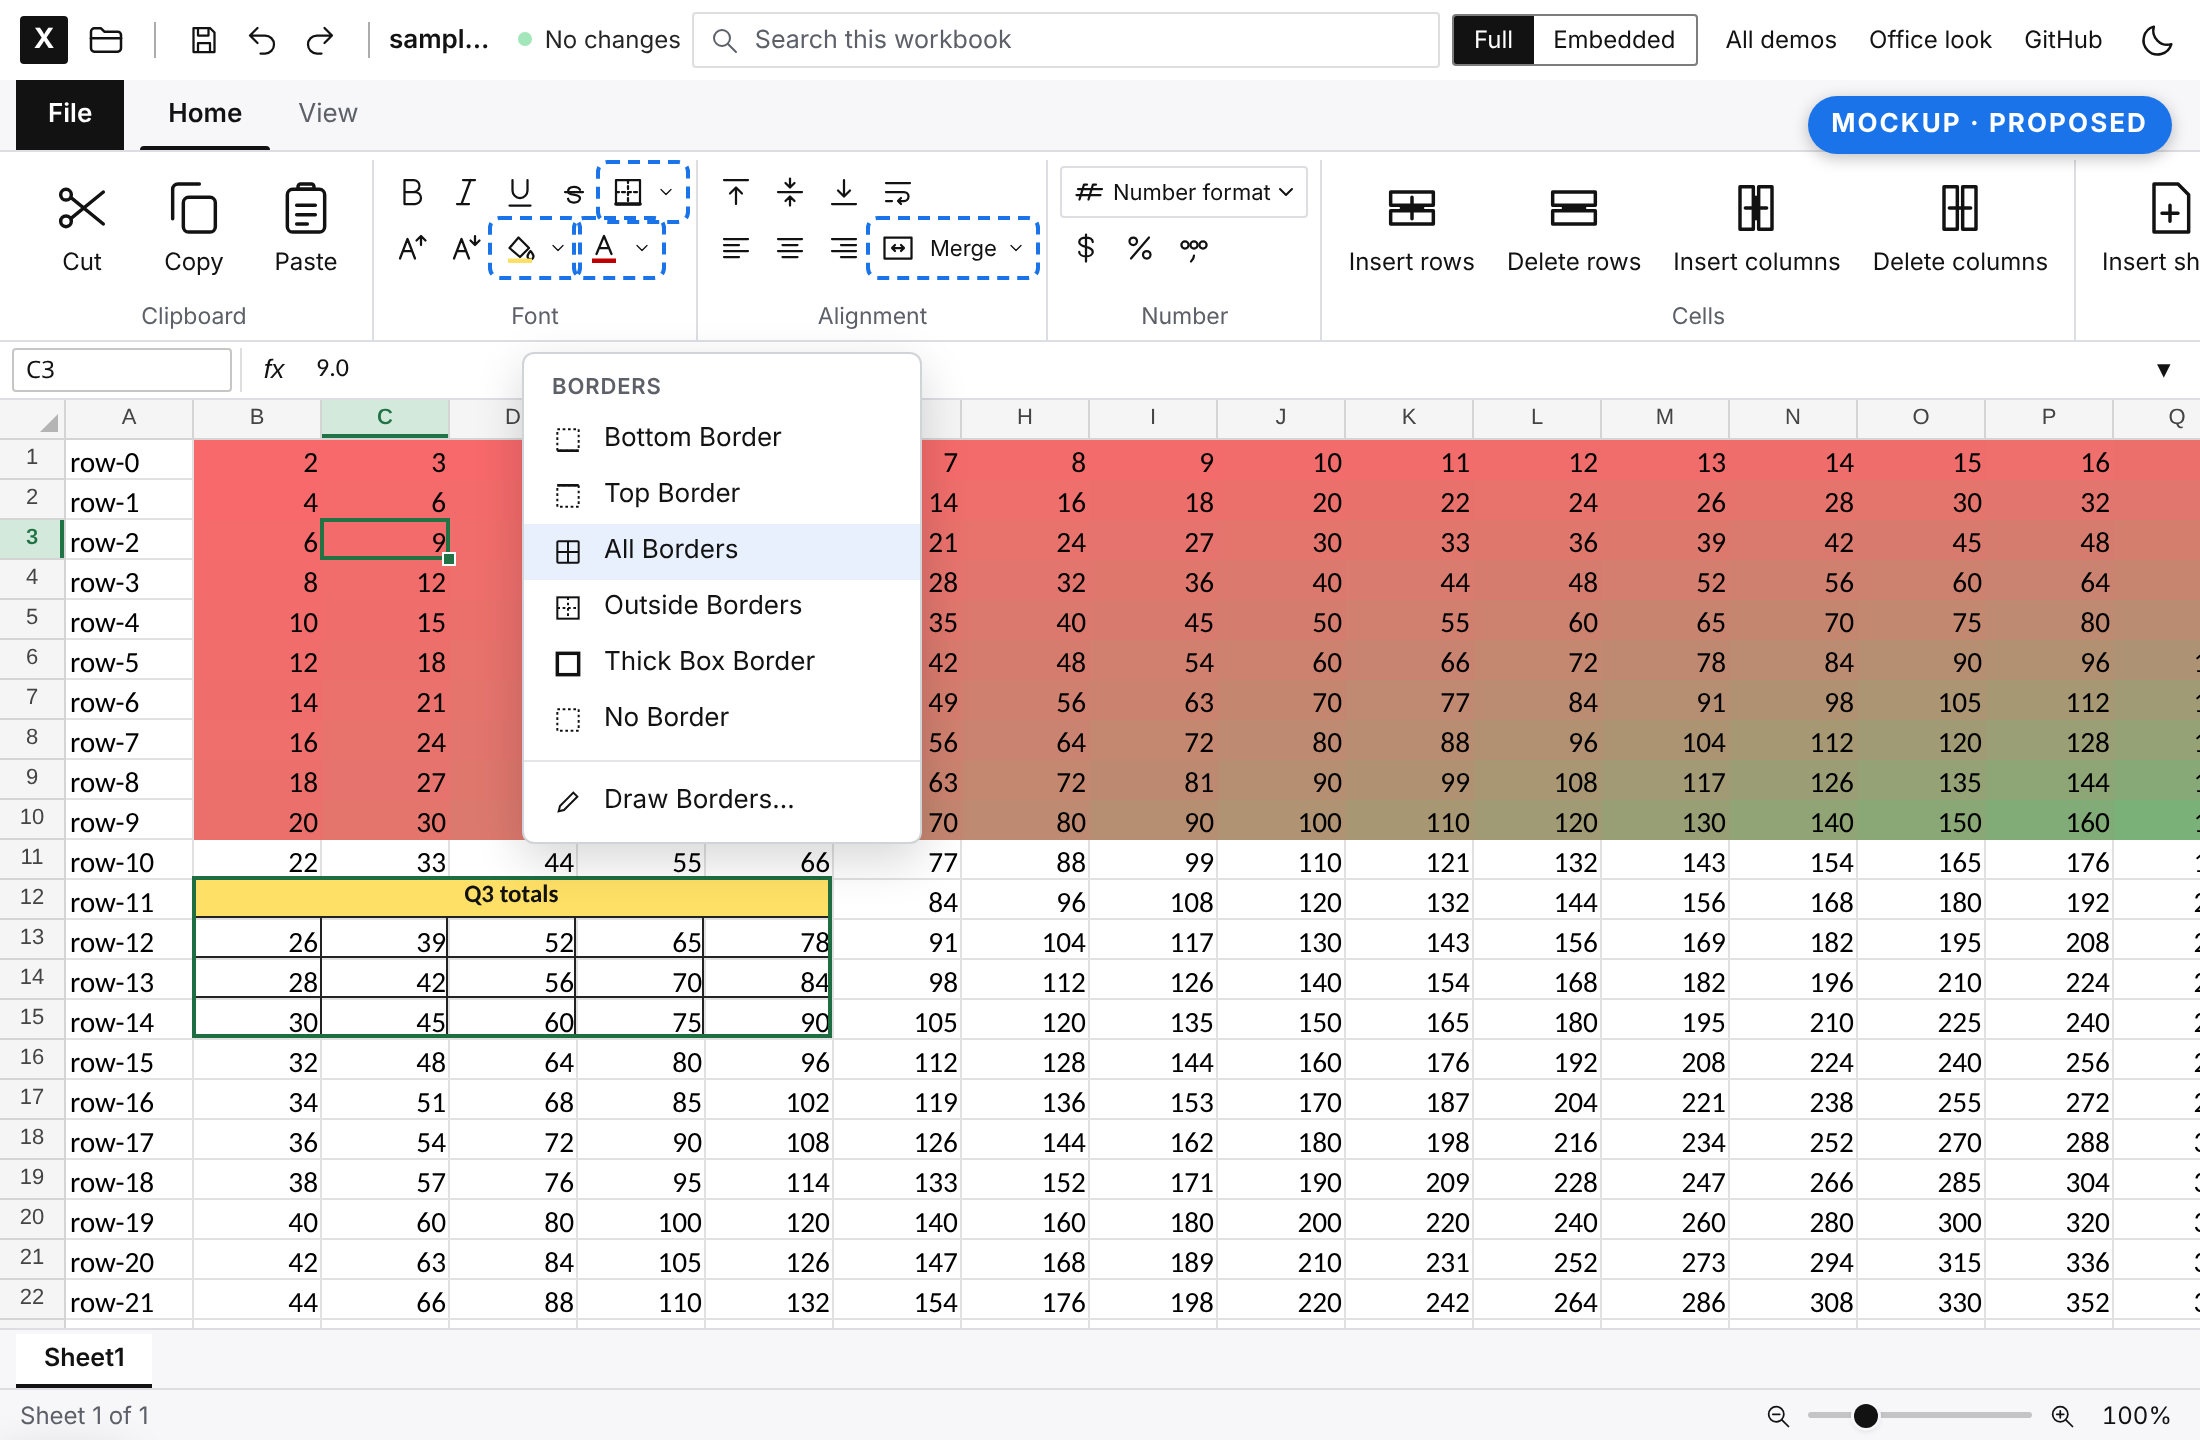 X sampl... No changes Search this workbook Full Embedded All demos Office look GitHub
File Home View MOCKUP · PROPOSED
B I U S Number format
Cut Copy Paste A A A Merge $ % Insert rows Delete rows Insert columns Delete columns Insert sh
Clipboard Font Alignment Number Cells
C3 fx 9.0 ▼
A B C D H I J K L M N O P Q
BORDERS
Bottom Border
Top Border
All Borders
Outside Borders
Thick Box Border
No Border
Draw Borders...
1 row-0 2 3 7 8 9 10 11 12 13 14 15 16
2 row-1 4 6 14 16 18 20 22 24 26 28 30 32
3 row-2 6 9 21 24 27 30 33 36 39 42 45 48
4 row-3 8 12 28 32 36 40 44 48 52 56 60 64
5 row-4 10 15 35 40 45 50 55 60 65 70 75 80
6 row-5 12 18 42 48 54 60 66 72 78 84 90 96
7 row-6 14 21 49 56 63 70 77 84 91 98 105 112
8 row-7 16 24 56 64 72 80 88 96 104 112 120 128
9 row-8 18 27 63 72 81 90 99 108 117 126 135 144
10 row-9 20 30 70 80 90 100 110 120 130 140 150 160
11 row-10 22 33 44 55 66 77 88 99 110 121 132 143 154 165 176
12 row-11 Q3 totals 84 96 108 120 132 144 156 168 180 192
13 row-12 26 39 52 65 78 91 104 117 130 143 156 169 182 195 208
14 row-13 28 42 56 70 84 98 112 126 140 154 168 182 196 210 224
15 row-14 30 45 60 75 90 105 120 135 150 165 180 195 210 225 240
16 row-15 32 48 64 80 96 112 128 144 160 176 192 208 224 240 256
17 row-16 34 51 68 85 102 119 136 153 170 187 204 221 238 255 272
18 row-17 36 54 72 90 108 126 144 162 180 198 216 234 252 270 288
19 row-18 38 57 76 95 114 133 152 171 190 209 228 247 266 285 304
20 row-19 40 60 80 100 120 140 160 180 200 220 240 260 280 300 320
21 row-20 42 63 84 105 126 147 168 189 210 231 252 273 294 315 336
22 row-21 44 66 88 110 132 154 176 198 220 242 264 286 308 330 352
Sheet1
Sheet 1 of 1 100%